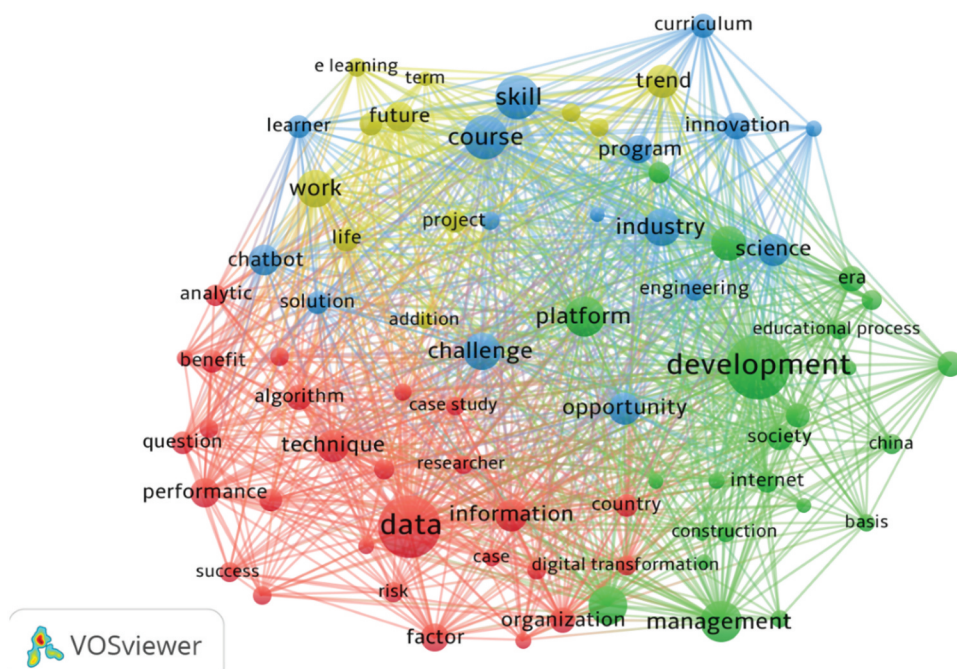 curriculum
e learning
term
trend
skill
future
learner
course
innovation
program
work
project
industry
life
science
chatbot
era
analytic
solution
engineering
addition
platform
educational process
challenge
benefit
development
algorithm
case study
opportunity
question
technique
society
china
researcher
internet
performance
data
information
country
basis
construction
case
digital transformation
success
risk
organization
management
factor
VOSviewer